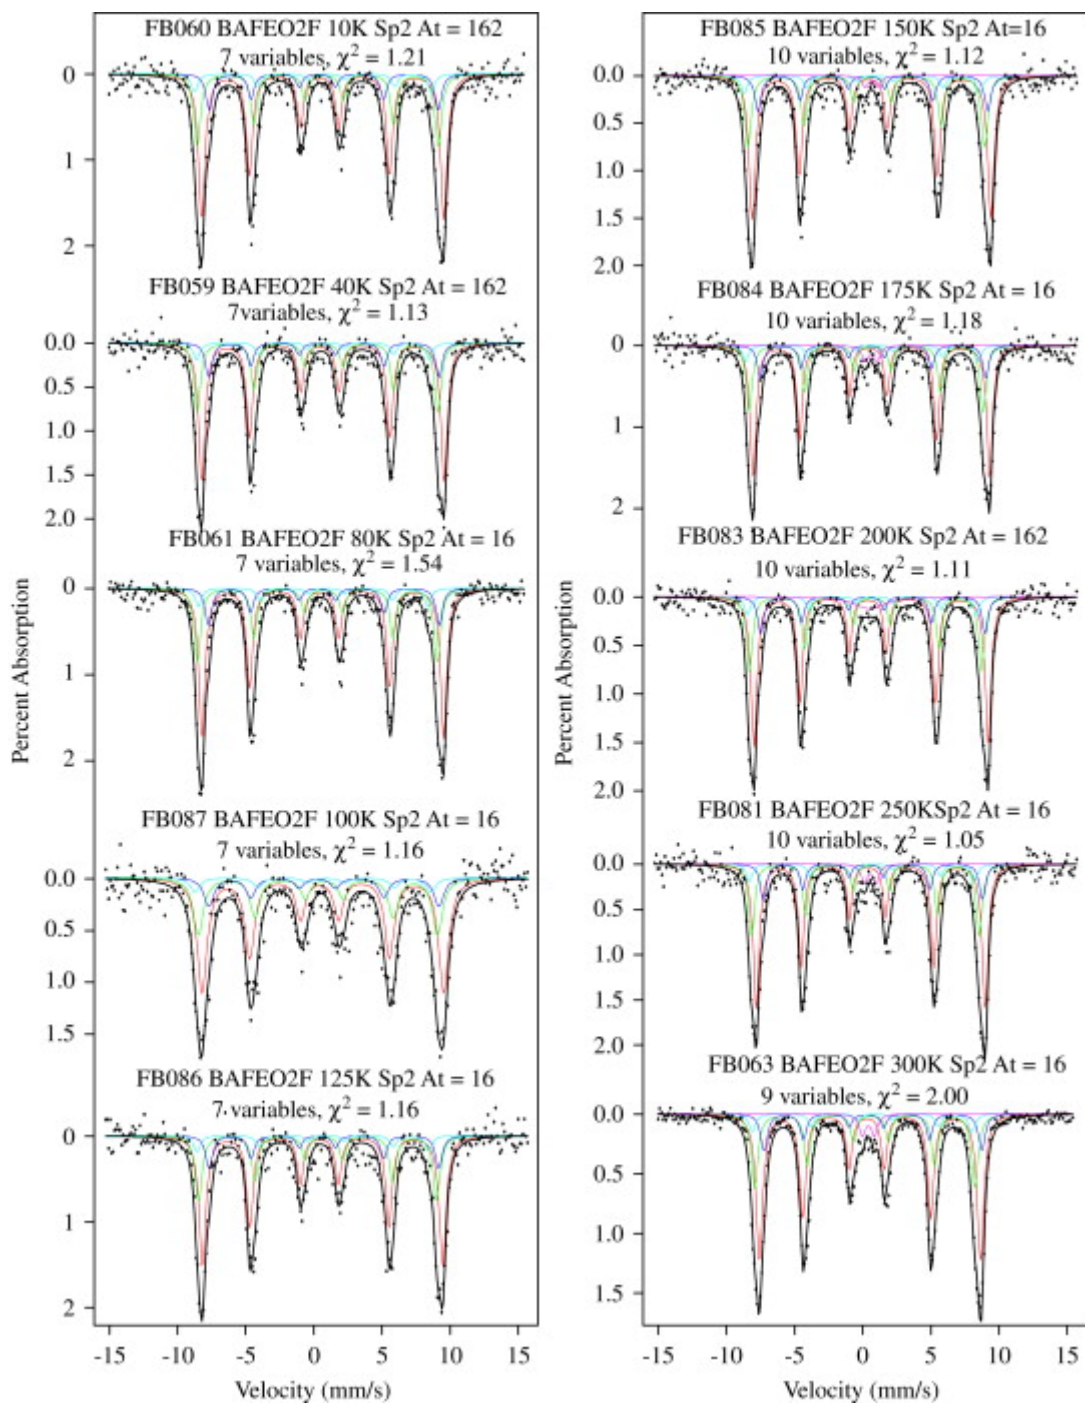 FB060 BAFEO2F 10K Sp2 At = 162
7 variables, χ² = 1.21
0
1
2
FB059 BAFEO2F 40K Sp2 At = 162
7variables, χ² = 1.13
0.0
0.5
1.0
1.5
2.0
FB061 BAFEO2F 80K Sp2 At = 16
7 variables, χ² = 1.54
0
1
2
FB087 BAFEO2F 100K Sp2 At = 16
7 variables, χ² = 1.16
0.0
0.5
1.0
1.5
FB086 BAFEO2F 125K Sp2 At = 16
7 variables, χ² = 1.16
0
1
2
Percent Absorption
-15 -10 -5 0 5 10 15
Velocity (mm/s)
FB085 BAFEO2F 150K Sp2 At=16
10 variables, χ² = 1.12
0.0
0.5
1.0
1.5
2.0
FB084 BAFEO2F 175K Sp2 At = 16
10 variables, χ² = 1.18
0
1
2
FB083 BAFEO2F 200K Sp2 At = 162
10 variables, χ² = 1.11
0.0
0.5
1.0
1.5
2.0
FB081 BAFEO2F 250KSp2 At = 16
10 variables, χ² = 1.05
0.0
0.5
1.0
1.5
2.0
FB063 BAFEO2F 300K Sp2 At = 16
9 variables, χ² = 2.00
0.0
0.5
1.0
1.5
Percent Absorption
-15 -10 -5 0 5 10 15
Velocity (mm/s)